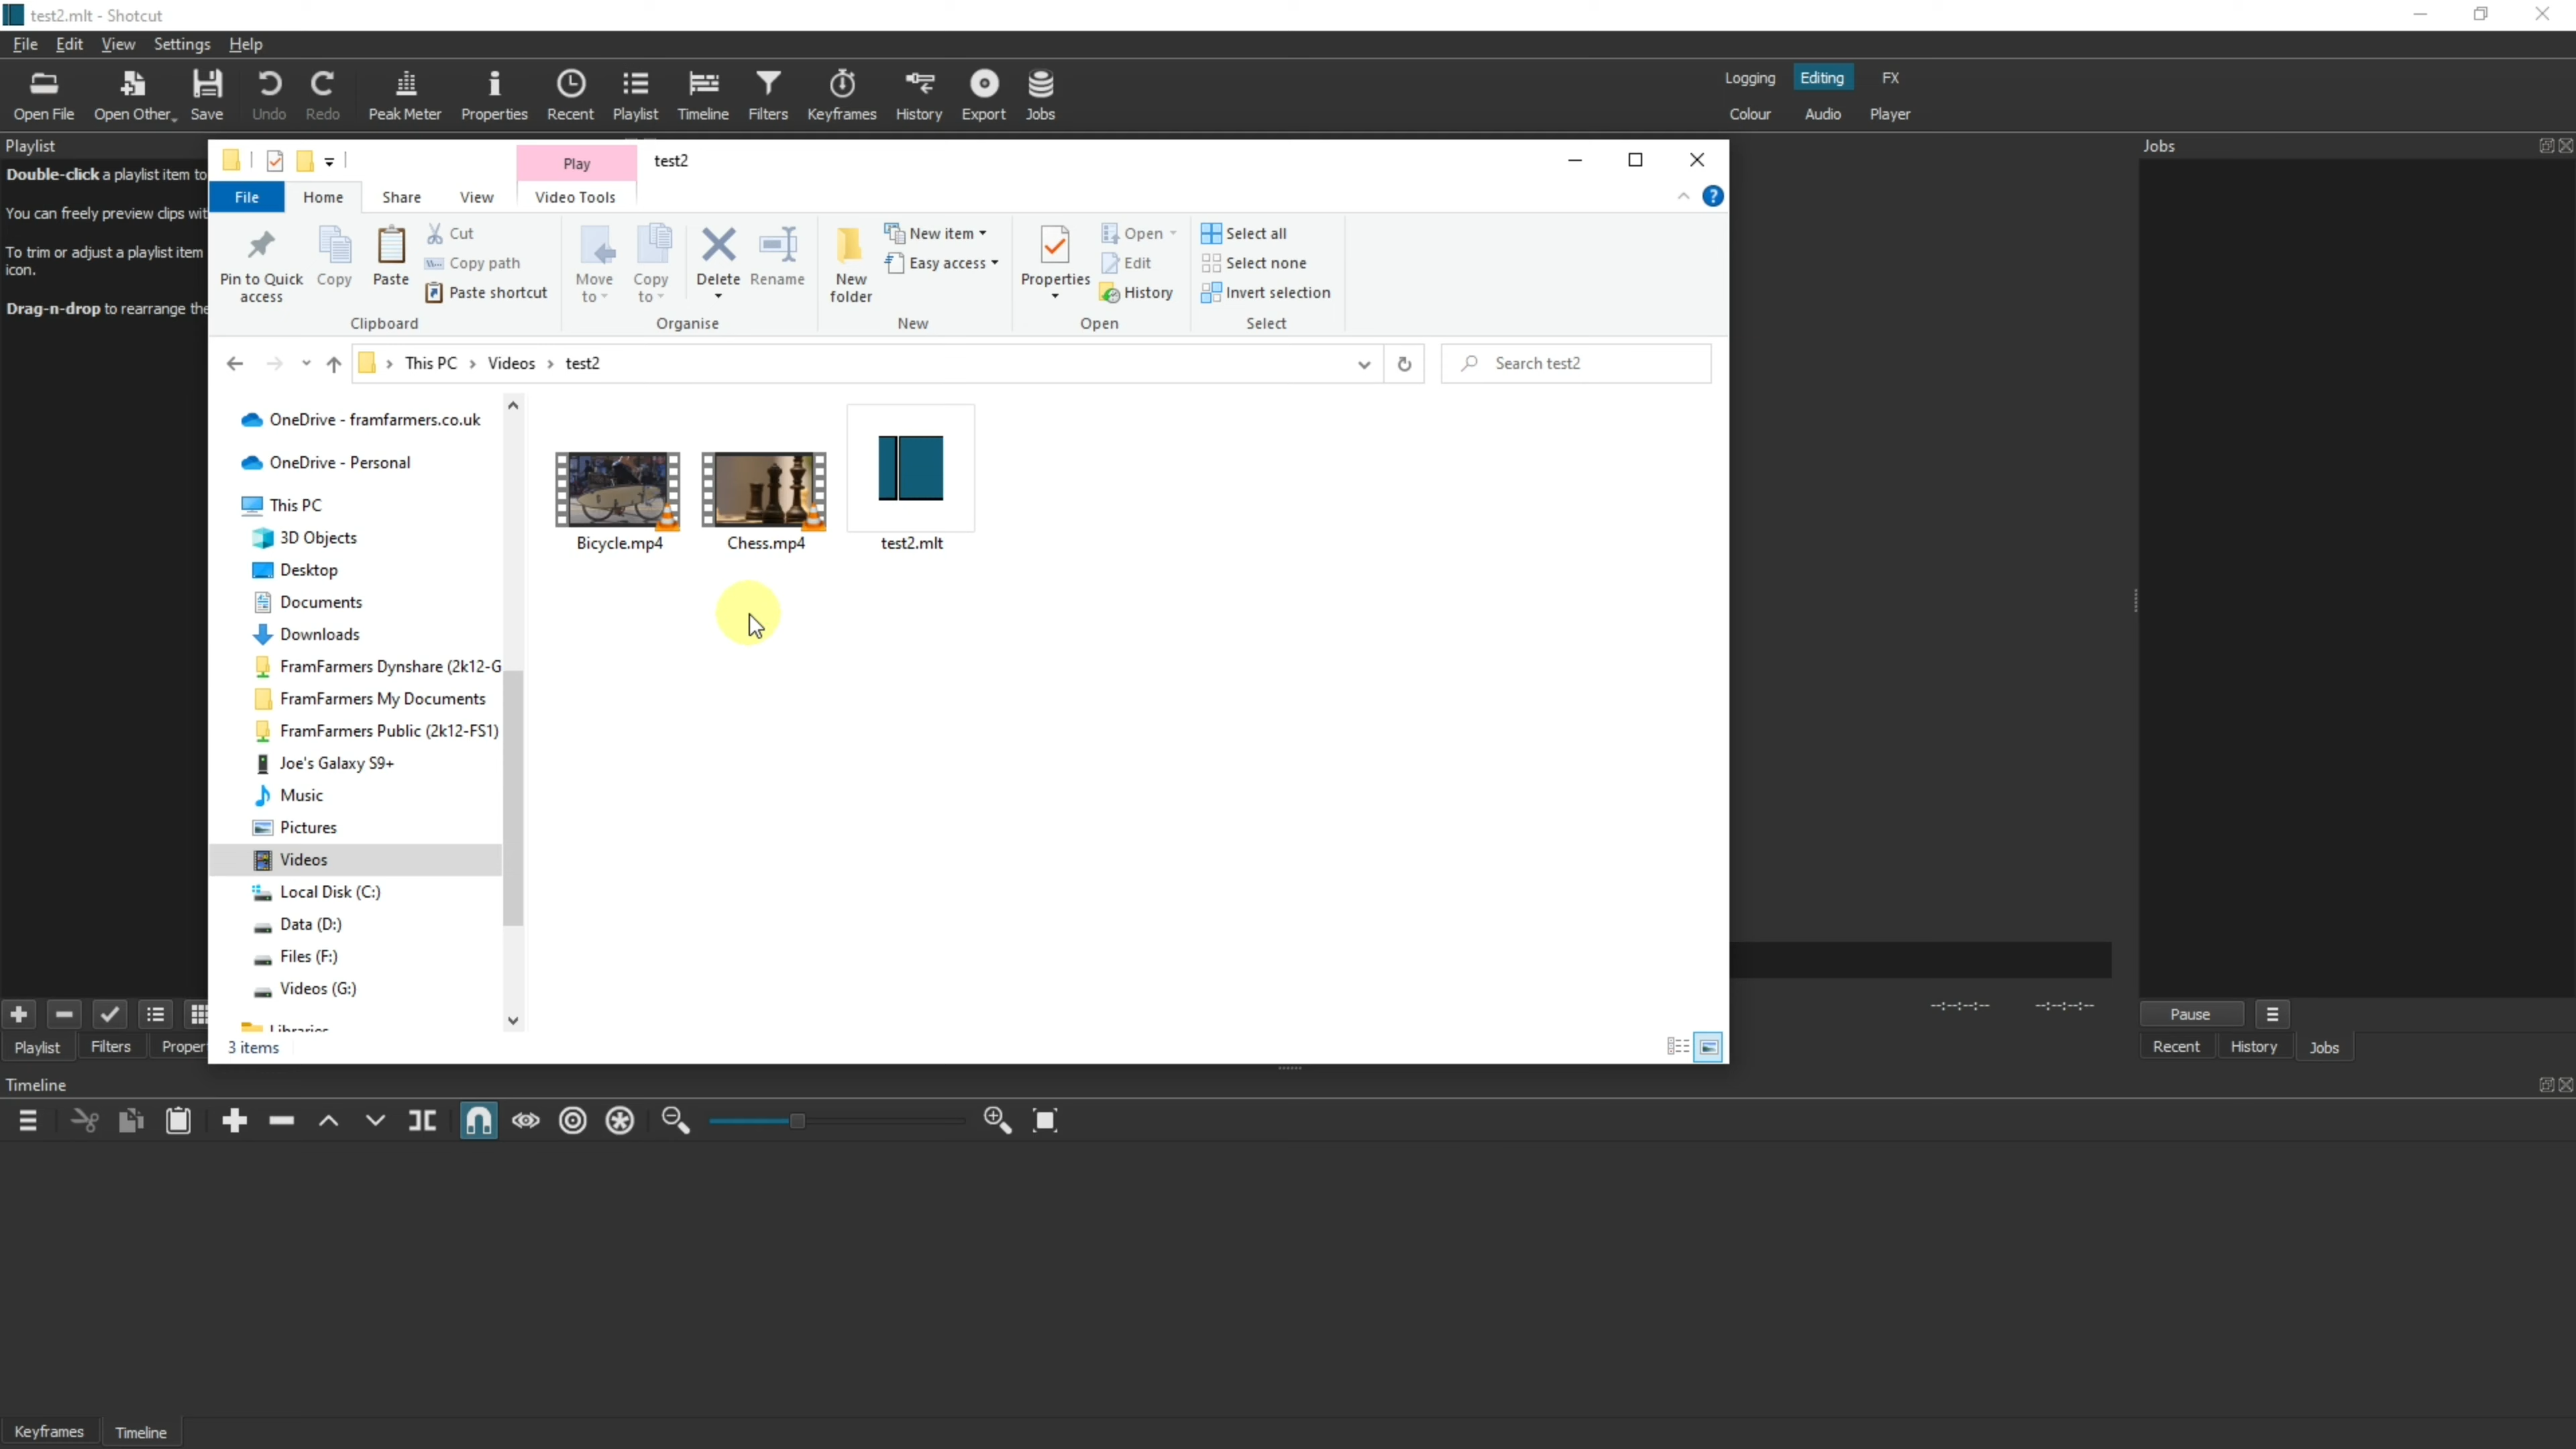 test2.mlt - Shotcut
File Edit View Settings Help
Open File Open Other.. Save Undo Redo Peak Meter Properties Recent Playlist Timeline Filters Keyframes History Export Jobs
Logging Editing FX
Colour Audio Player
Playlist
Double-click a playlist item to
You can freely preview clips wit
To trim or adjust a playlist item
icon.
Drag-n-drop to rearrange the
Play test2
File Home Share View Video Tools
Pin to Quick access
Copy
Paste
Cut
Copy path
Paste shortcut
Clipboard
Move to
Copy to
Delete
Rename
Organise
New folder
New item
Easy access
New
Properties
Open
Edit
History
Open
Select all
Select none
Invert selection
Select
This PC > Videos > test2
Search test2
OneDrive - framfarmers.co.uk
OneDrive - Personal
This PC
3D Objects
Desktop
Documents
Downloads
FramFarmers Dynshare (2k12-G
FramFarmers My Documents
FramFarmers Public (2k12-FS1)
Joe's Galaxy S9+
Music
Pictures
Videos
Local Disk (C:)
Data (D:)
Files (F:)
Videos (G:)
Libraries
Bicycle.mp4
Chess.mp4
test2.mlt
3 items
Playlist Filters Proper
--:--:--:-- --:--:--:--
Jobs
Pause
Recent History Jobs
Timeline
Keyframes Timeline